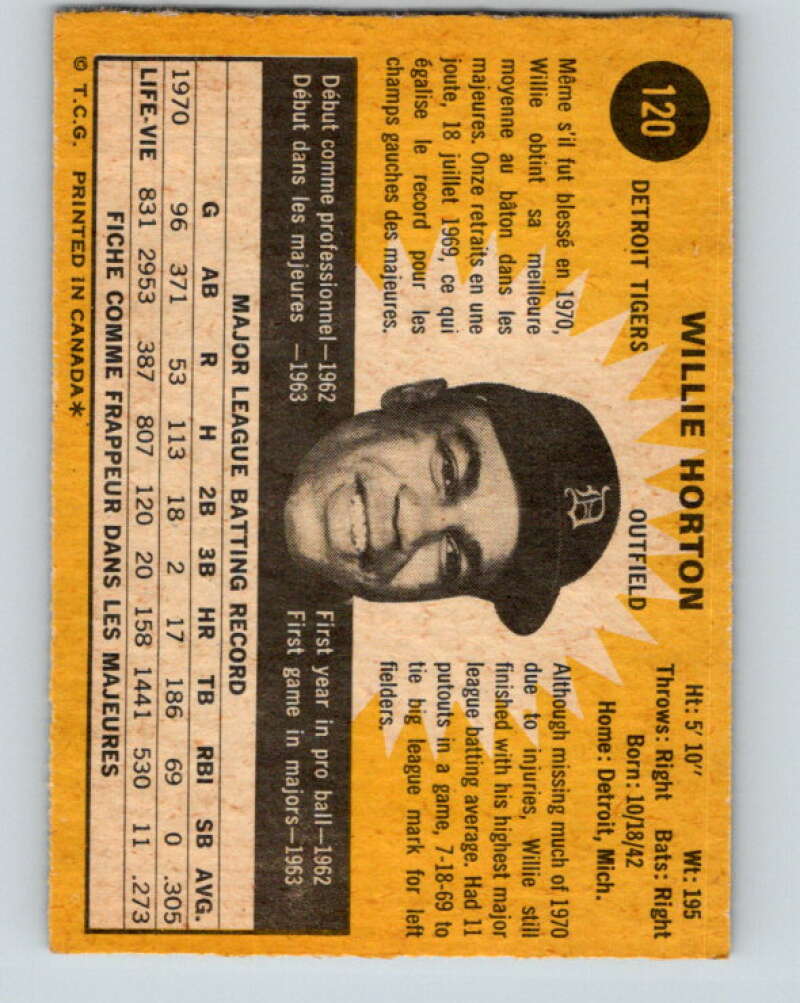 120
WILLIE HORTON
DETROIT TIGERS OUTFIELD
Ht: 5' 10" Wt: 195
Throws: Right Bats: Right
Born: 10/18/42
Home: Detroit, Mich.
Même s'il fut blessé en 1970,
Willie obtint sa meilleure
moyenne au bâton dans les
majeures. Onze retraits en une
joute, 18 juillet 1969, ce qui
égalise le record pour les
champs gauches des majeures.
D
Although missing much of 1970
due to injuries, Willie still
finished with his highest major
league batting average. Had 11
putouts in a game, 7-18-69 to
tie big league mark for left
fielders.
Début comme professionnel—1962
Début dans les majeures —1963
First year in pro ball—1962
First game in majors—1963
MAJOR LEAGUE BATTING RECORD
G AB R H 2B 3B HR TB RBI SB AVG.
1970 96 371 53 113 18 2 17 186 69 0 .305
LIFE-VIE 831 2953 387 807 120 20 158 1441 530 11 .273
FICHE COMME FRAPPEUR DANS LES MAJEURES
© T.C.G. PRINTED IN CANADA*